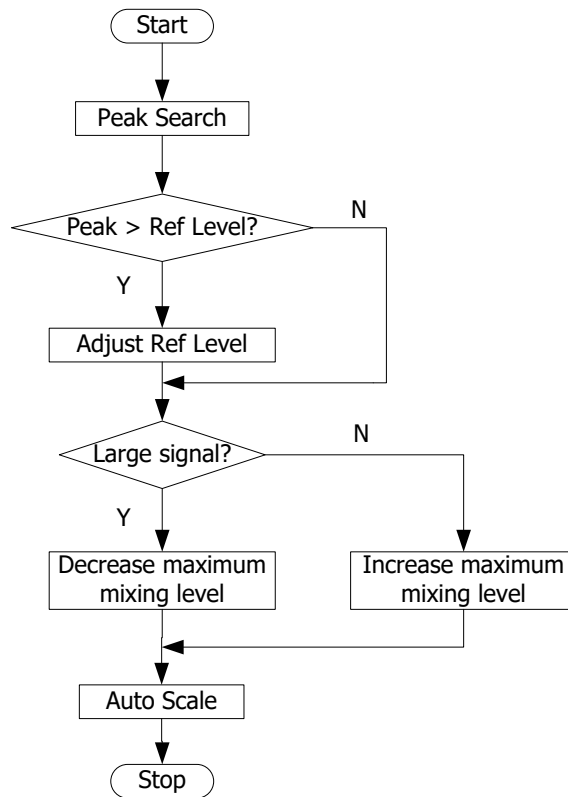 Start
Peak Search
Peak > Ref Level?
N
Y
Adjust Ref Level
Large signal?
N
Y
Decrease maximum
mixing level
Increase maximum
mixing level
Auto Scale
Stop